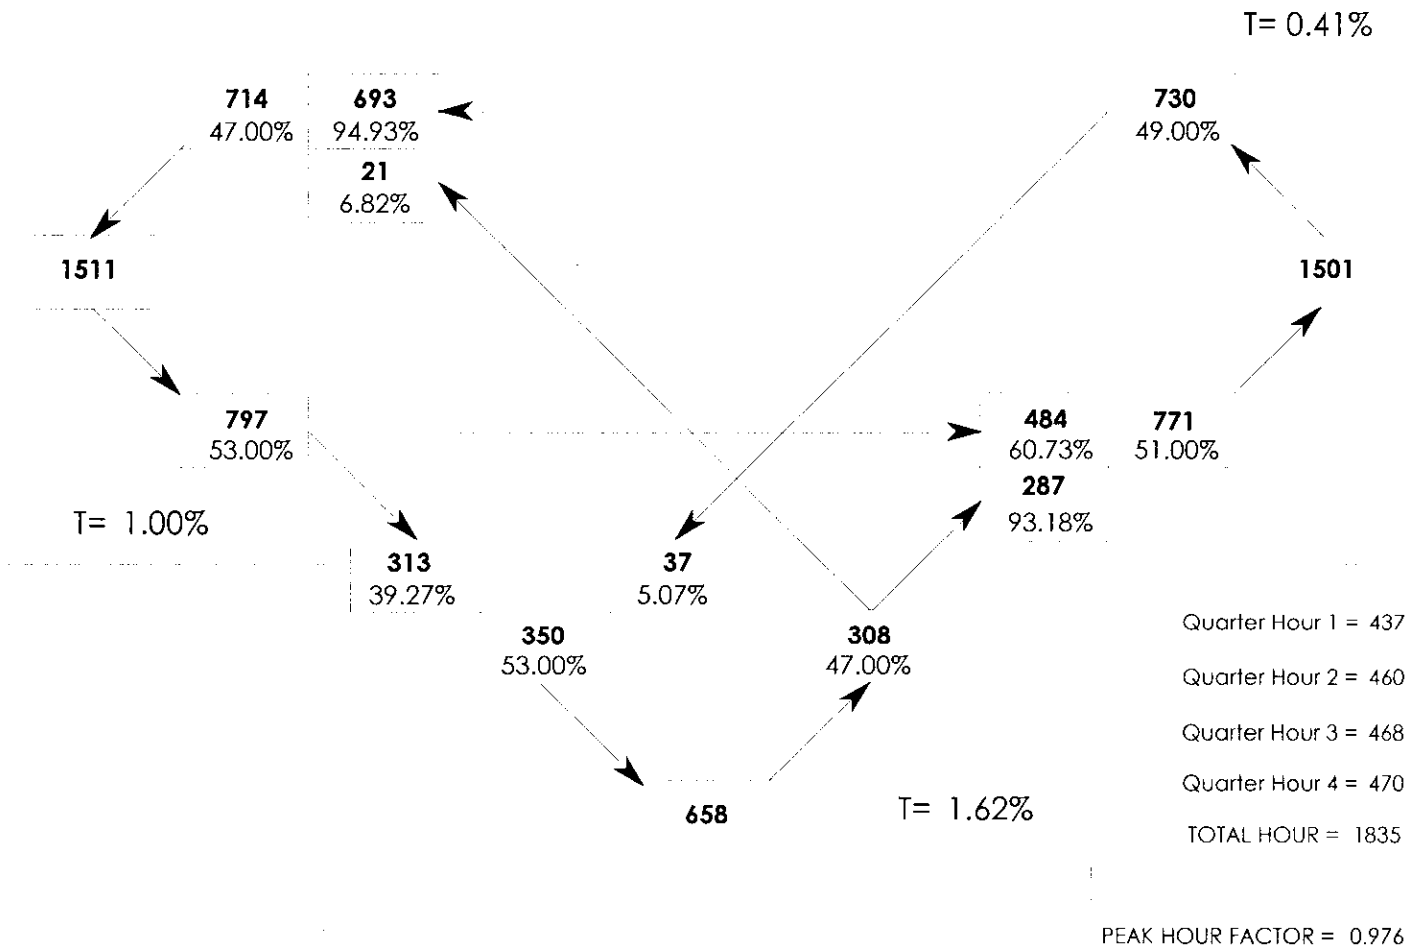 T= 0.41%
714 693 730
47.00% 94.93% 49.00%
21
6.82%
1511 1501
797 484 771
53.00% 60.73% 51.00%
287
93.18%
T= 1.00%
313 37
39.27% 5.07%
350 308
53.00% 47.00%
658
T= 1.62%
Quarter Hour 1 = 437
Quarter Hour 2 = 460
Quarter Hour 3 = 468
Quarter Hour 4 = 470
TOTAL HOUR = 1835
PEAK HOUR FACTOR = 0.976